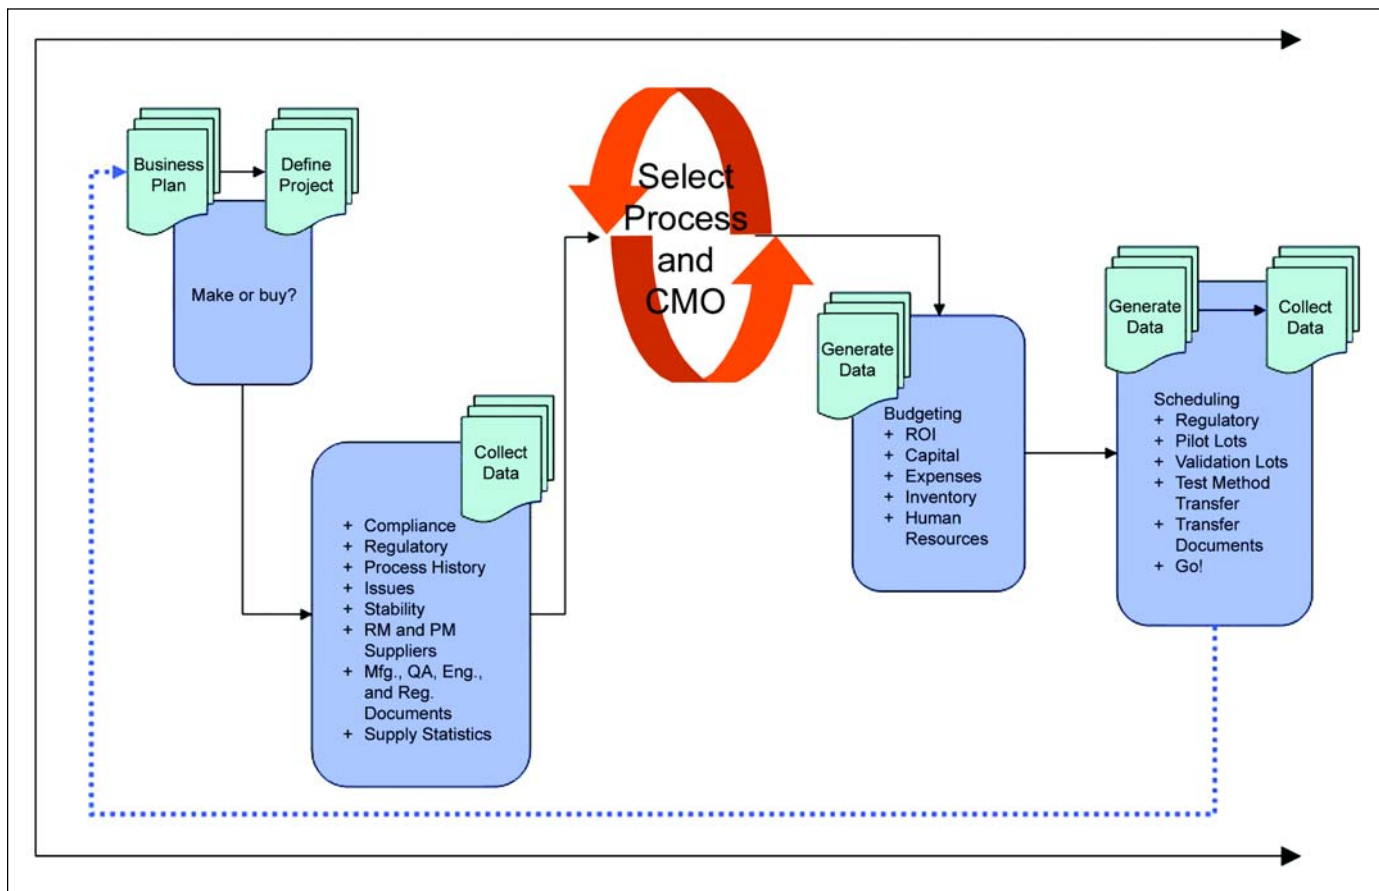 Business
Plan
Define
Project
Make or buy?
Collect
Data
+ Compliance
+ Regulatory
+ Process History
+ Issues
+ Stability
+ RM and PM
Suppliers
+ Mfg., QA, Eng.,
and Reg.
Documents
+ Supply Statistics
Select
Process
and
CMO
Generate
Data
Budgeting
+ ROI
+ Capital
+ Expenses
+ Inventory
+ Human
Resources
Generate
Data
Collect
Data
Scheduling
+ Regulatory
+ Pilot Lots
+ Validation Lots
+ Test Method
Transfer
+ Transfer
Documents
+ Go!